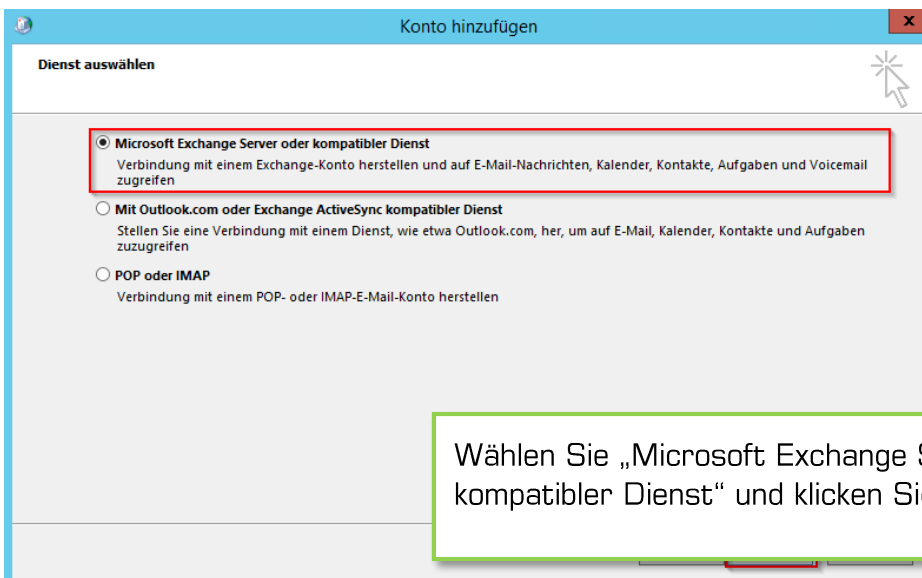 Konto hinzufügen
x
Dienst auswählen
Microsoft Exchange Server oder kompatibler Dienst
Verbindung mit einem Exchange-Konto herstellen und auf E-Mail-Nachrichten, Kalender, Kontakte, Aufgaben und Voicemail
zugreifen
Mit Outlook.com oder Exchange ActiveSync kompatibler Dienst
Stellen Sie eine Verbindung mit einem Dienst, wie etwa Outlook.com, her, um auf E-Mail, Kalender, Kontakte und Aufgaben
zuzugreifen
POP oder IMAP
Verbindung mit einem POP- oder IMAP-E-Mail-Konto herstellen
Wählen Sie „Microsoft Exchange
kompatibler Dienst“ und klicken